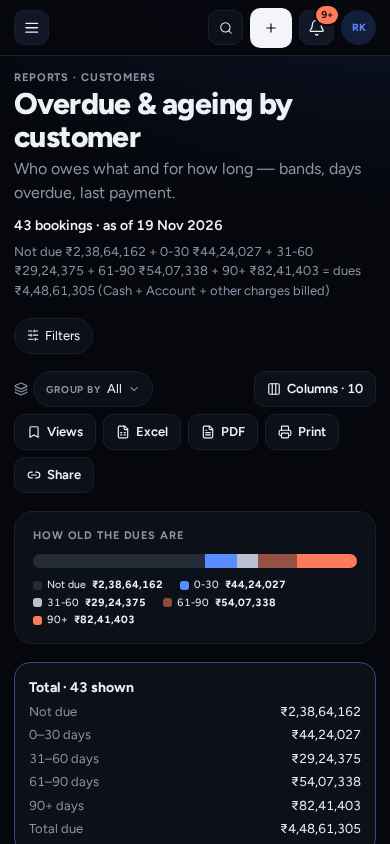 9+
RK
REPORTS · CUSTOMERS
Overdue & ageing by
customer
Who owes what and for how long — bands, days
overdue, last payment.
43 bookings · as of 19 Nov 2026
Not due ₹2,38,64,162 + 0-30 ₹44,24,027 + 31-60
₹29,24,375 + 61-90 ₹54,07,338 + 90+ ₹82,41,403 = dues
₹4,48,61,305 (Cash + Account + other charges billed)
Filters
GROUP BY All
Columns · 10
Views
Excel
PDF
Print
Share
HOW OLD THE DUES ARE
Not due ₹2,38,64,162 0-30 ₹44,24,027
31-60 ₹29,24,375 61-90 ₹54,07,338
90+ ₹82,41,403
Total · 43 shown
Not due ₹2,38,64,162
0–30 days ₹44,24,027
31–60 days ₹29,24,375
61–90 days ₹54,07,338
90+ days ₹82,41,403
Total due ₹4,48,61,305